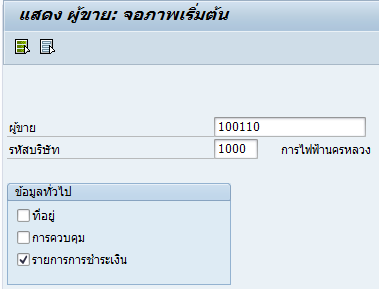 แสดง ผู้ขาย: จอภาพเริ่มต้น
ผู้ขาย 100110
รหัสบริษัท 1000 การไฟฟ้านครหลวง
ข้อมูลทั่วไป
ที่อยู่
การควบคุม
รายการการชำระเงิน